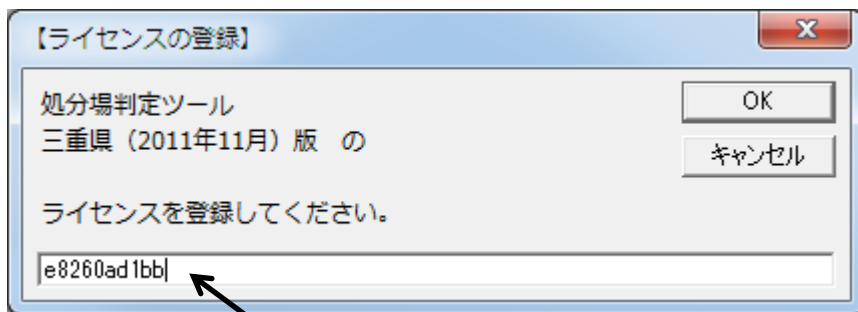 【ライセンスの登録】
処分場判定ツール
三重県（2011年11月）版　の
ライセンスを登録してください。
OK
キャンセル
e8260ad1bb